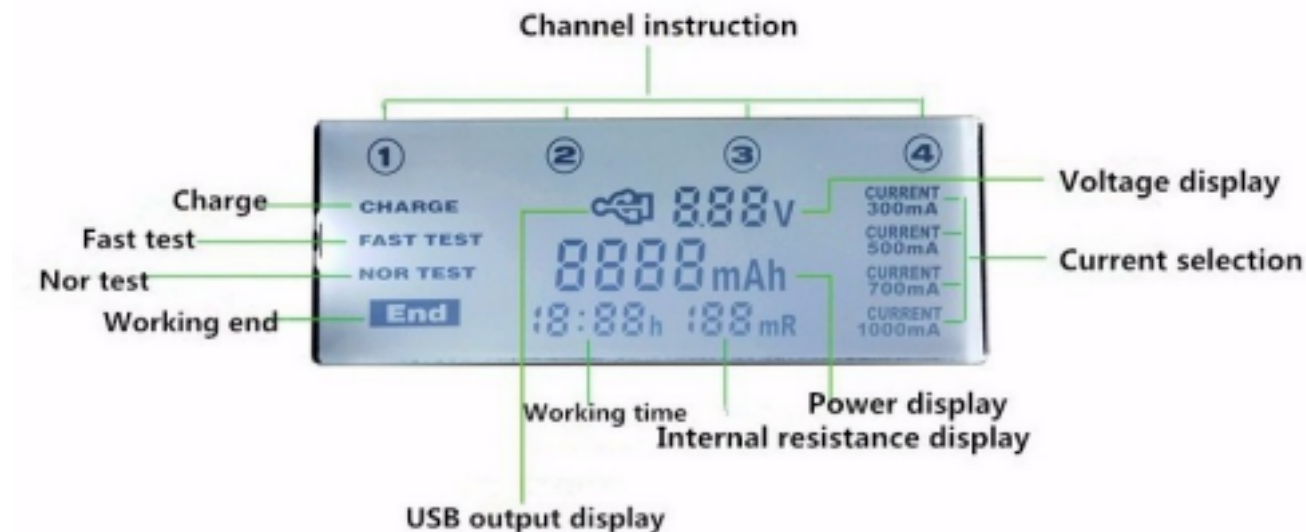 Channel instruction
① ② ③ ④
Charge
Fast test
Nor test
Working end
CHARGE
FAST TEST
NOR TEST
End
8.88V
8888mAh
18:88h 188mR
CURRENT
300mA
CURRENT
500mA
CURRENT
700mA
CURRENT
1000mA
Voltage display
Current selection
Working time
Power display
Internal resistance display
USB output display